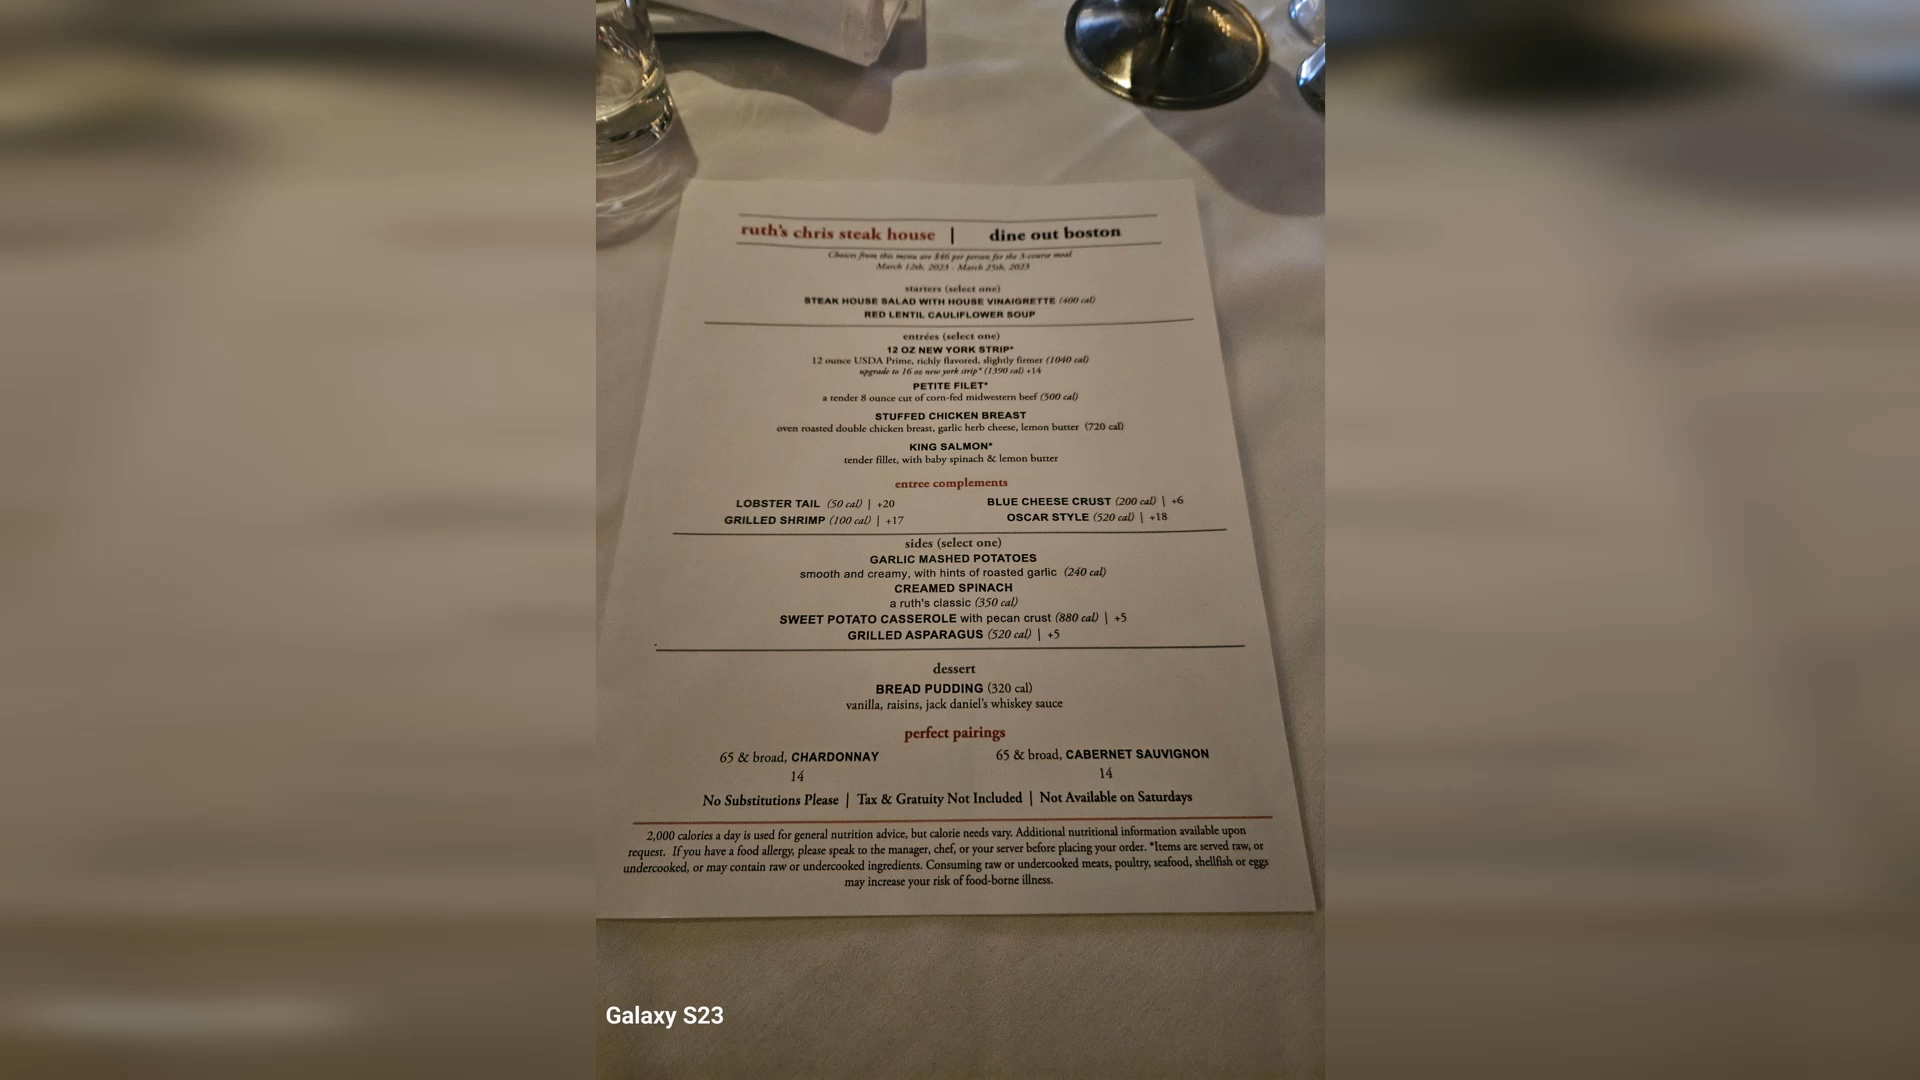 ruth's chris steak house | dine out boston
Choices from this menu are $46 per person for the 3-course meal
March 12th, 2023 - March 25th, 2023
starters (select one)
STEAK HOUSE SALAD WITH HOUSE VINAIGRETTE (400 cal)
RED LENTIL CAULIFLOWER SOUP
entrées (select one)
12 OZ NEW YORK STRIP*
12 ounce USDA Prime, richly flavored, slightly firmer (1040 cal)
upgrade to 16 oz new york strip* (1390 cal) +14
PETITE FILET*
a tender 8 ounce cut of corn-fed midwestern beef (500 cal)
STUFFED CHICKEN BREAST
oven roasted double chicken breast, garlic herb cheese, lemon butter (720 cal)
KING SALMON*
tender fillet, with baby spinach & lemon butter
entree complements
LOBSTER TAIL (50 cal) | +20 BLUE CHEESE CRUST (200 cal) | +6
GRILLED SHRIMP (100 cal) | +17 OSCAR STYLE (520 cal) | +18
sides (select one)
GARLIC MASHED POTATOES
smooth and creamy, with hints of roasted garlic (240 cal)
CREAMED SPINACH
a ruth's classic (350 cal)
SWEET POTATO CASSEROLE with pecan crust (880 cal) | +5
GRILLED ASPARAGUS (520 cal) | +5
dessert
BREAD PUDDING (320 cal)
vanilla, raisins, jack daniel's whiskey sauce
perfect pairings
65 & broad, CHARDONNAY 65 & broad, CABERNET SAUVIGNON
14 14
No Substitutions Please | Tax & Gratuity Not Included | Not Available on Saturdays
2,000 calories a day is used for general nutrition advice, but calorie needs vary. Additional nutritional information available upon
request. If you have a food allergy, please speak to the manager, chef, or your server before placing your order. *Items are served raw, or
undercooked, or may contain raw or undercooked ingredients. Consuming raw or undercooked meats, poultry, seafood, shellfish or eggs
may increase your risk of food-borne illness.
Galaxy S23